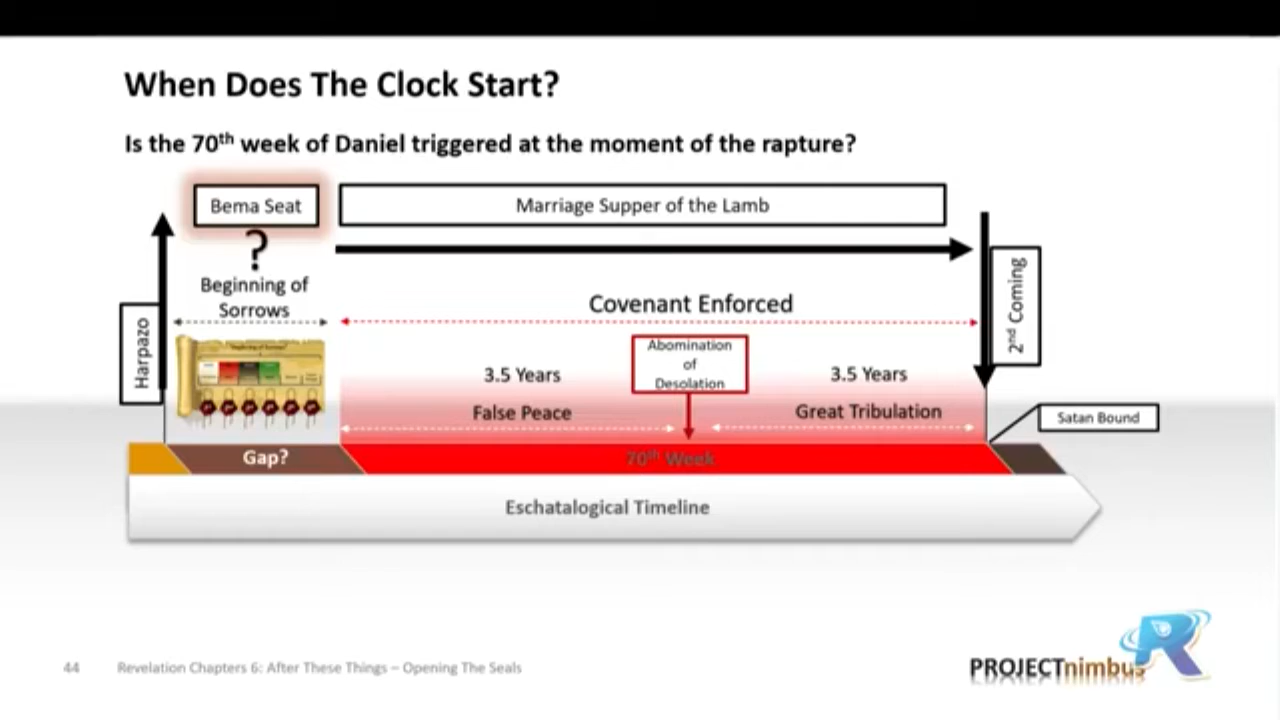 When Does The Clock Start?
Is the 70th week of Daniel triggered at the moment of the rapture?
Bema Seat
Marriage Supper of the Lamb
?
Beginning of
Sorrows
Harpazo
Covenant Enforced
2nd Coming
Abomination
of
Desolation
3.5 Years
3.5 Years
False Peace
Great Tribulation
Satan Bound
Gap?
70th Week
Eschatalogical Timeline
44
Revelation Chapters 6: After These Things – Opening The Seals
PROJECTnimbus
R